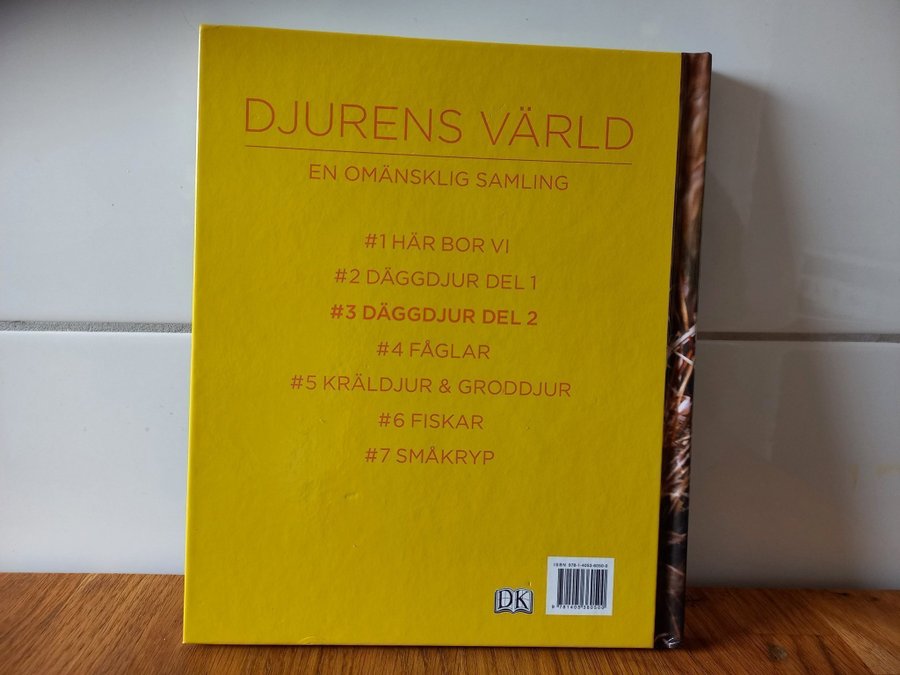 DJURENS VÄRLD
EN OMÄNSKLIG SAMLING
#1 HÄR BOR VI
#2 DÄGGDJUR DEL 1
#3 DÄGGDJUR DEL 2
#4 FÅGLAR
#5 KRÄLDJUR & GRODDJUR
#6 FISKAR
#7 SMÅKRYP
DK
ISBN